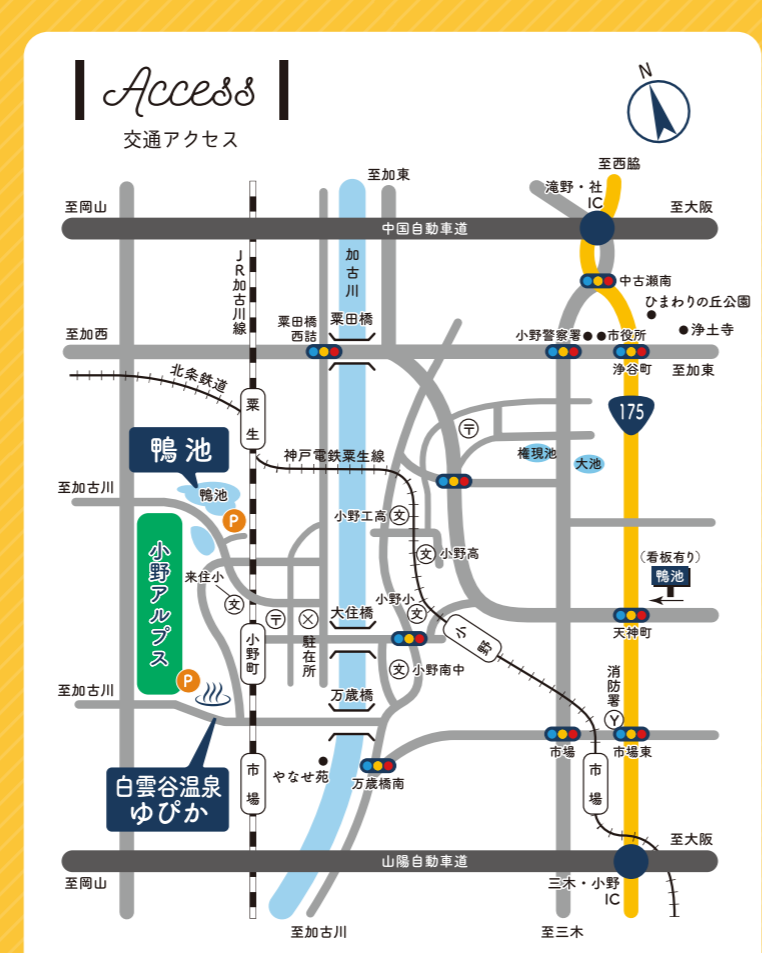 Access
交通アクセス
N
至西脇
至加東
滝野・社
IC
至岡山
至大阪
中国自動車道
JR加古川線
加古川
中古瀬南
ひまわりの丘公園
粟田橋
西詰
粟田橋
小野警察署
市役所
浄土寺
至加西
浄谷町
至加東
北条鉄道
粟生
175
〒
鴨池
神戸電鉄粟生線
権現池
大池
至加古川
鴨池
P
小野工高
文
文
小野高
(看板有り)
鴨池
小野アルプス
来住小
文
小野小
文
大住橋
〒
駐在所
天神町
小野町
小野
文
小野南中
消防署
Y
P
至加古川
万歳橋
市場
市場東
やなせ苑
万歳橋南
市場
市場
白雲谷温泉
ゆぴか
至大阪
山陽自動車道
至岡山
三木・小野
IC
至加古川
至三木